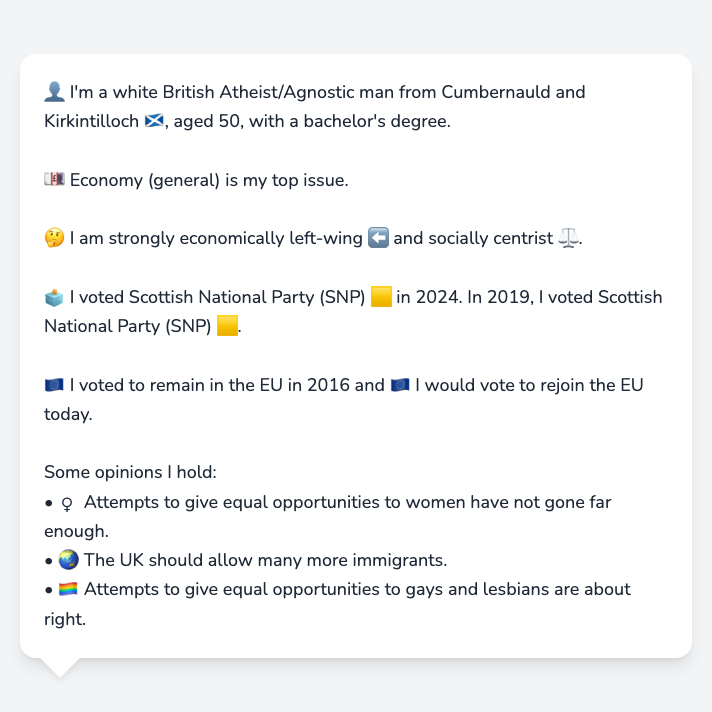 👤 I'm a white British Atheist/Agnostic man from Cumbernauld and
Kirkintilloch 🏴󠁧󠁢󠁳󠁣󠁴󠁿, aged 50, with a bachelor's degree.
💷 Economy (general) is my top issue.
🤔 I am strongly economically left-wing ⬅️ and socially centrist ⚖️.
🗳️ I voted Scottish National Party (SNP) 🟨 in 2024. In 2019, I voted Scottish
National Party (SNP) 🟨.
🇪🇺 I voted to remain in the EU in 2016 and 🇪🇺 I would vote to rejoin the EU
today.
Some opinions I hold:
• ♀️ Attempts to give equal opportunities to women have not gone far
enough.
• 🌏 The UK should allow many more immigrants.
• 🏳️‍🌈 Attempts to give equal opportunities to gays and lesbians are about
right.